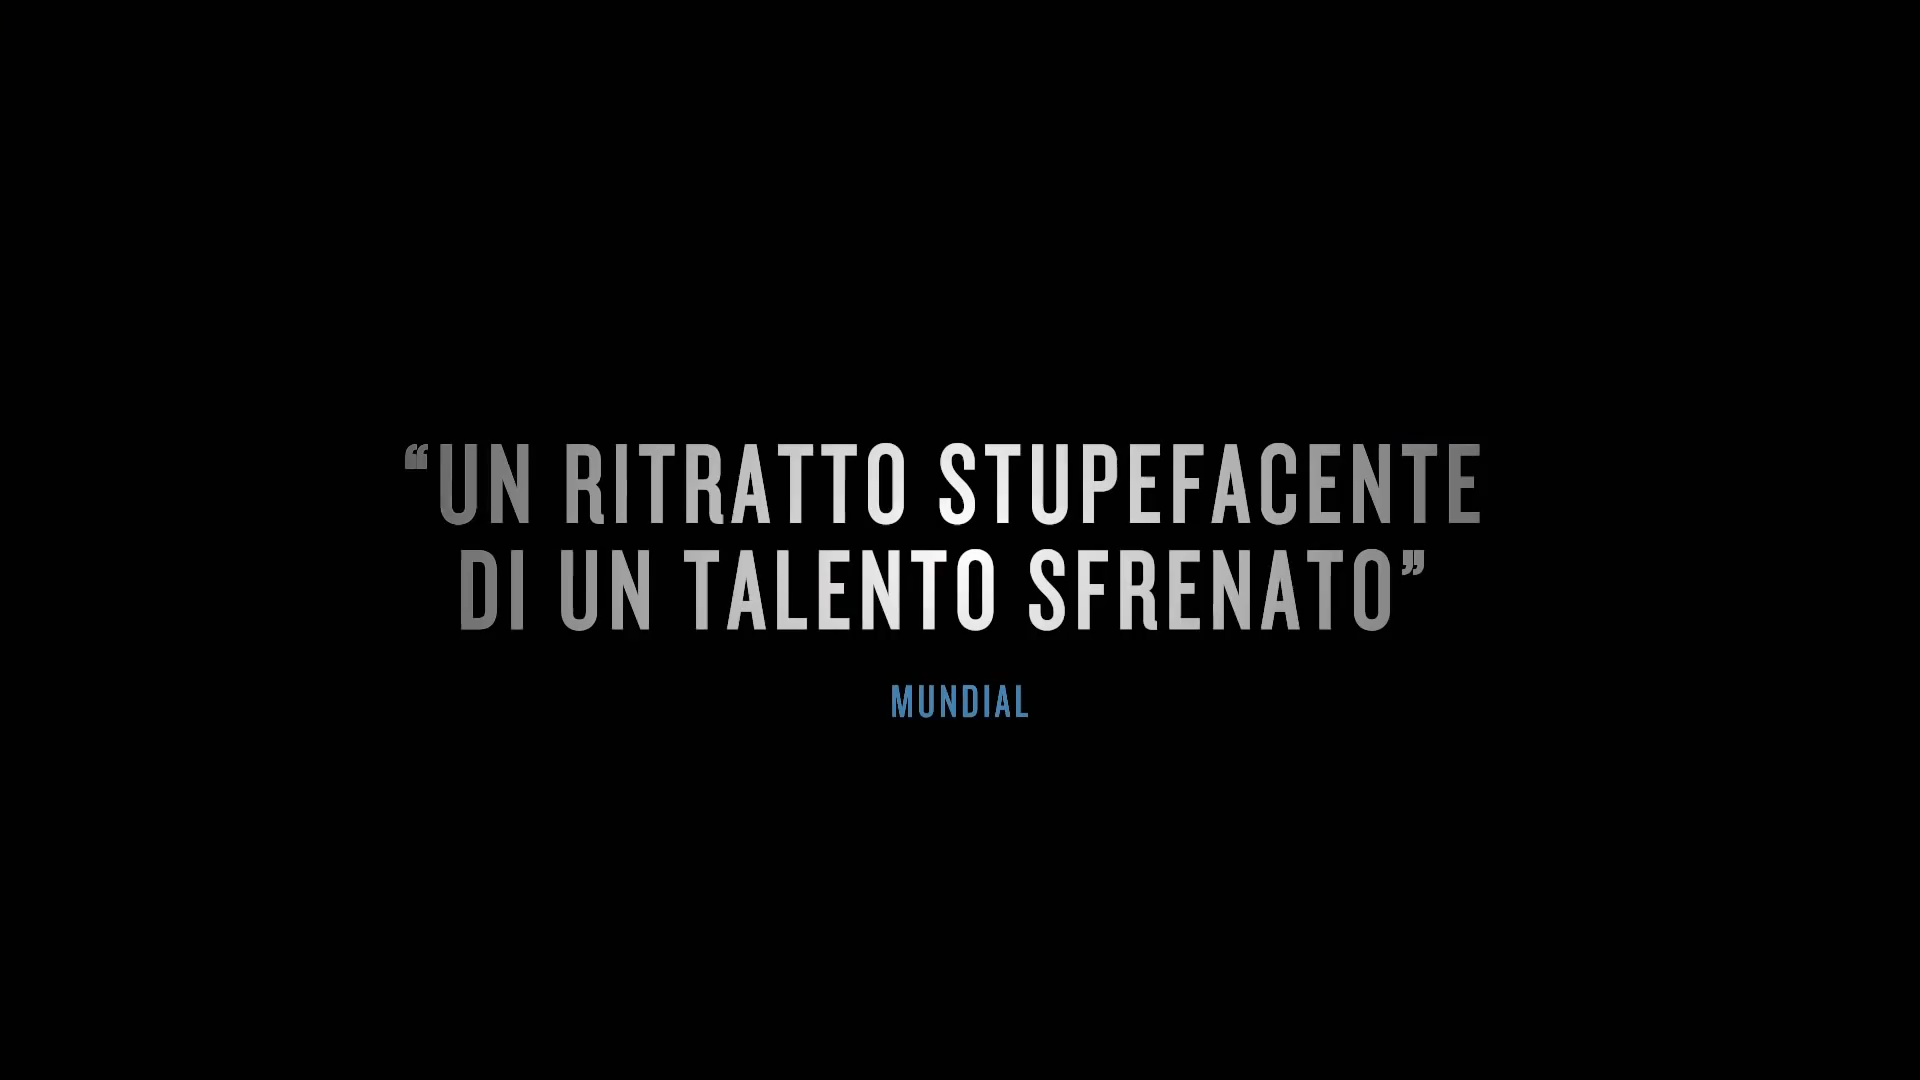 “UN RITRATTO STUPEFACENTE
DI UN TALENTO SFRENATO”
MUNDIAL